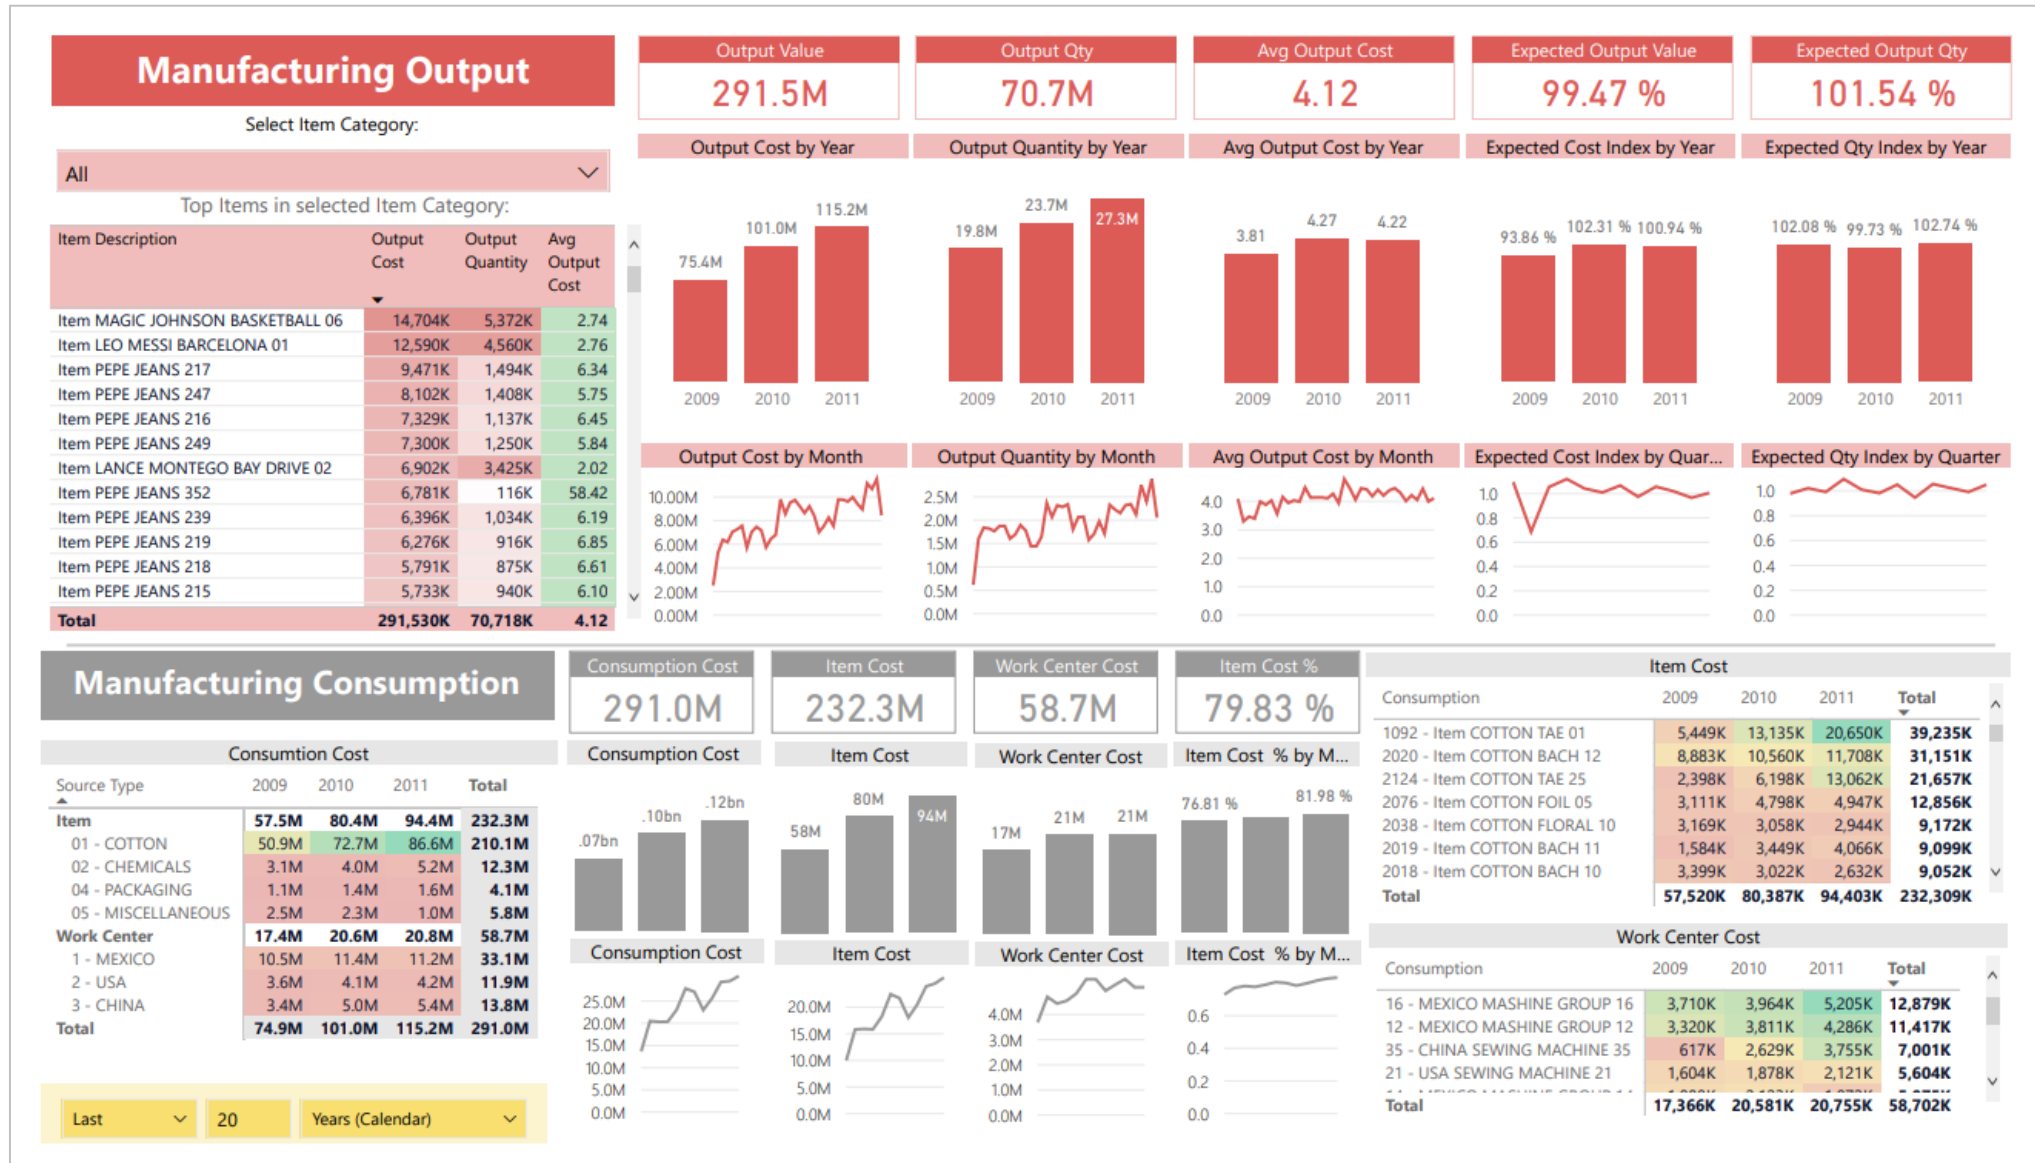 Manufacturing Output
Select Item Category:
All
Top Items in selected Item Category:
Item Description Output Cost Output Quantity Avg Output Cost
Item MAGIC JOHNSON BASKETBALL 06 14,704K 5,372K 2.74
Item LEO MESSI BARCELONA 01 12,590K 4,560K 2.76
Item PEPE JEANS 217 9,471K 1,494K 6.34
Item PEPE JEANS 247 8,102K 1,408K 5.75
Item PEPE JEANS 216 7,329K 1,137K 6.45
Item PEPE JEANS 249 7,300K 1,250K 5.84
Item LANCE MONTEGO BAY DRIVE 02 6,902K 3,425K 2.02
Item PEPE JEANS 352 6,781K 116K 58.42
Item PEPE JEANS 239 6,396K 1,034K 6.19
Item PEPE JEANS 219 6,276K 916K 6.85
Item PEPE JEANS 218 5,791K 875K 6.61
Item PEPE JEANS 215 5,733K 940K 6.10
Total 291,530K 70,718K 4.12
Output Value
291.5M
Output Qty
70.7M
Avg Output Cost
4.12
Expected Output Value
99.47 %
Expected Output Qty
101.54 %
Output Cost by Year
75.4M 101.0M 115.2M
2009 2010 2011
Output Quantity by Year
19.8M 23.7M 27.3M
2009 2010 2011
Avg Output Cost by Year
3.81 4.27 4.22
2009 2010 2011
Expected Cost Index by Year
93.86 % 102.31 % 100.94 %
2009 2010 2011
Expected Qty Index by Year
102.08 % 99.73 % 102.74 %
2009 2010 2011
Output Cost by Month
10.00M
8.00M
6.00M
4.00M
2.00M
0.00M
Output Quantity by Month
2.5M
2.0M
1.5M
1.0M
0.5M
0.0M
Avg Output Cost by Month
4.0
3.0
2.0
1.0
0.0
Expected Cost Index by Quar...
1.0
0.8
0.6
0.4
0.2
0.0
Expected Qty Index by Quarter
1.0
0.8
0.6
0.4
0.2
0.0
Manufacturing Consumption
Consumtion Cost
Source Type 2009 2010 2011 Total
Item 57.5M 80.4M 94.4M 232.3M
01 - COTTON 50.9M 72.7M 86.6M 210.1M
02 - CHEMICALS 3.1M 4.0M 5.2M 12.3M
04 - PACKAGING 1.1M 1.4M 1.6M 4.1M
05 - MISCELLANEOUS 2.5M 2.3M 1.0M 5.8M
Work Center 17.4M 20.6M 20.8M 58.7M
1 - MEXICO 10.5M 11.4M 11.2M 33.1M
2 - USA 3.6M 4.1M 4.2M 11.9M
3 - CHINA 3.4M 5.0M 5.4M 13.8M
Total 74.9M 101.0M 115.2M 291.0M
Last 20 Years (Calendar)
Consumption Cost
291.0M
Item Cost
232.3M
Work Center Cost
58.7M
Item Cost %
79.83 %
Consumption Cost
.07bn .10bn .12bn
Item Cost
58M 80M 94M
Work Center Cost
17M 21M 21M
Item Cost % by M...
76.81 % 81.98 %
Consumption Cost
25.0M
20.0M
15.0M
10.0M
5.0M
0.0M
Item Cost
20.0M
15.0M
10.0M
5.0M
0.0M
Work Center Cost
4.0M
3.0M
2.0M
1.0M
0.0M
Item Cost % by M...
0.6
0.4
0.2
0.0
Item Cost
Consumption 2009 2010 2011 Total
1092 - Item COTTON TAE 01 5,449K 13,135K 20,650K 39,235K
2020 - Item COTTON BACH 12 8,883K 10,560K 11,708K 31,151K
2124 - Item COTTON TAE 25 2,398K 6,198K 13,062K 21,657K
2076 - Item COTTON FOIL 05 3,111K 4,798K 4,947K 12,856K
2038 - Item COTTON FLORAL 10 3,169K 3,058K 2,944K 9,172K
2019 - Item COTTON BACH 11 1,584K 3,449K 4,066K 9,099K
2018 - Item COTTON BACH 10 3,399K 3,022K 2,632K 9,052K
Total 57,520K 80,387K 94,403K 232,309K
Work Center Cost
Consumption 2009 2010 2011 Total
16 - MEXICO MASHINE GROUP 16 3,710K 3,964K 5,205K 12,879K
12 - MEXICO MASHINE GROUP 12 3,320K 3,811K 4,286K 11,417K
35 - CHINA SEWING MACHINE 35 617K 2,629K 3,755K 7,001K
21 - USA SEWING MACHINE 21 1,604K 1,878K 2,121K 5,604K
Total 17,366K 20,581K 20,755K 58,702K